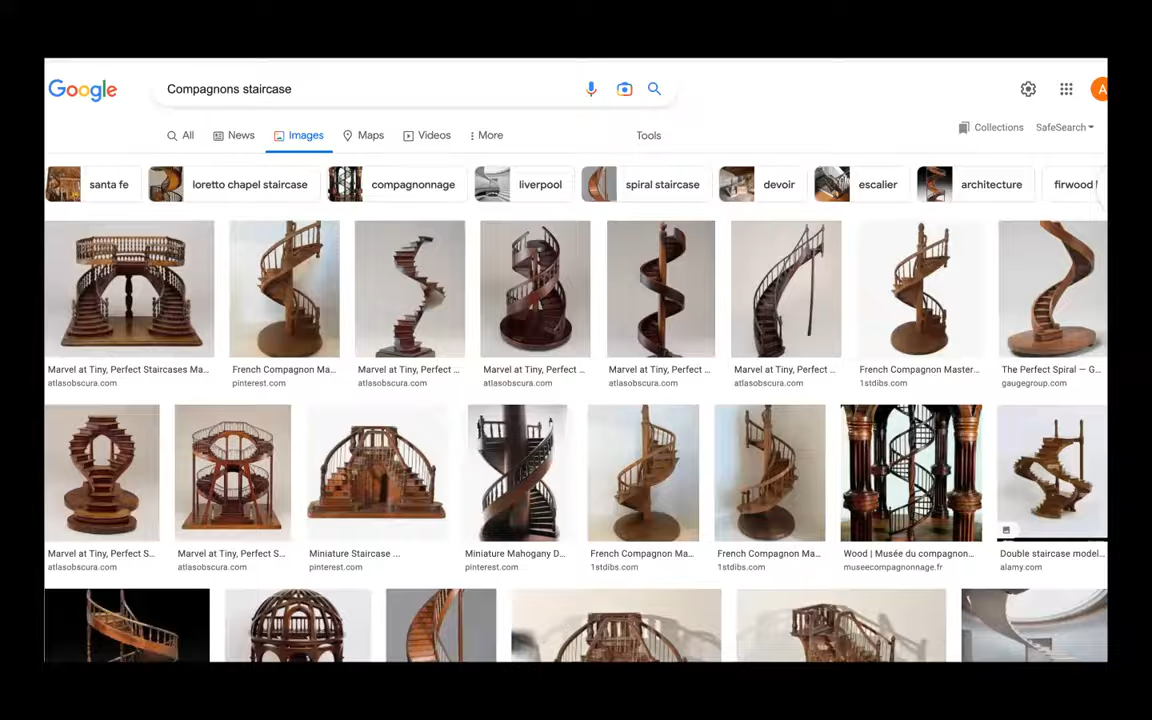 Google
Compagnons staircase
A
All
News
Images
Maps
Videos
More
Tools
Collections
SafeSearch
santa fe
loretto chapel staircase
compagnonnage
liverpool
spiral staircase
devoir
escalier
architecture
firwood
Marvel at Tiny, Perfect Staircases Ma...
atlasobscura.com
French Compagnon Ma...
pinterest.com
Marvel at Tiny, Perfect ...
atlasobscura.com
Marvel at Tiny, Perfect ...
atlasobscura.com
Marvel at Tiny, Perfect ...
atlasobscura.com
Marvel at Tiny, Perfect ...
atlasobscura.com
French Compagnon Master...
1stdibs.com
The Perfect Spiral — G...
gaugegroup.com
Marvel at Tiny, Perfect S...
atlasobscura.com
Marvel at Tiny, Perfect S...
atlasobscura.com
Miniature Staircase ...
pinterest.com
Miniature Mahogany D...
pinterest.com
French Compagnon Ma...
1stdibs.com
French Compagnon Ma...
1stdibs.com
Wood | Musée du compagnon...
museecompagnonnage.fr
Double staircase model...
alamy.com